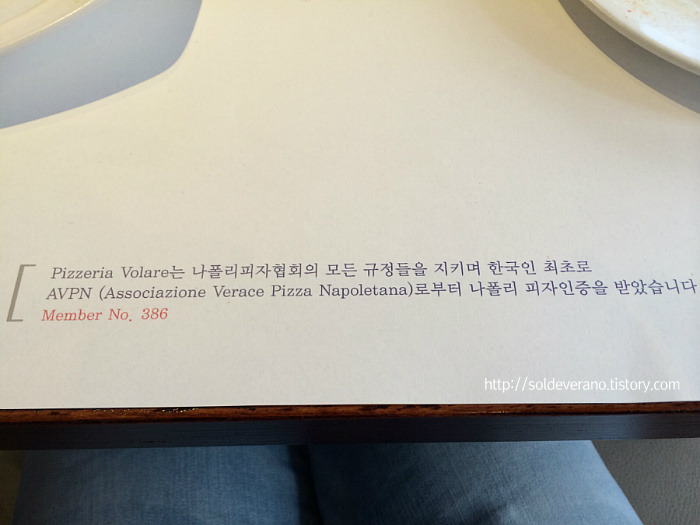 Pizzeria Volare는 나폴리피자협회의 모든 규정들을 지키며 한국인 최초로
AVPN (Associazione Verace Pizza Napoletana)로부터 나폴리 피자인증을 받았습니다
Member No. 386
http://soldeverano.tistory.com